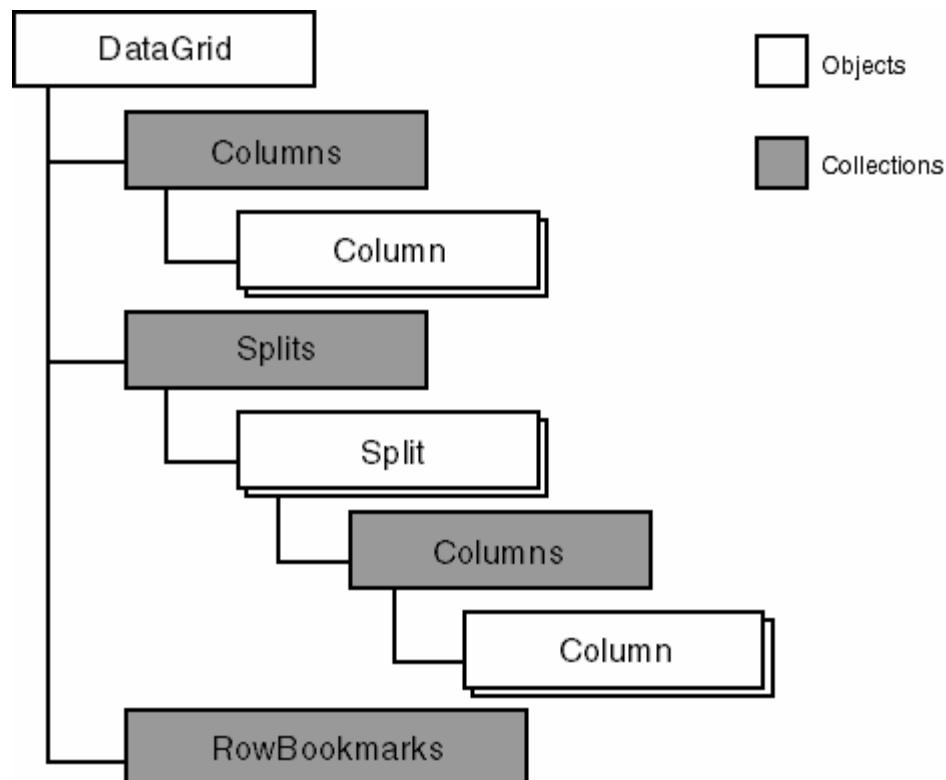 DataGrid
Objects
Columns
Collections
Column
Splits
Split
Columns
Column
RowBookmarks